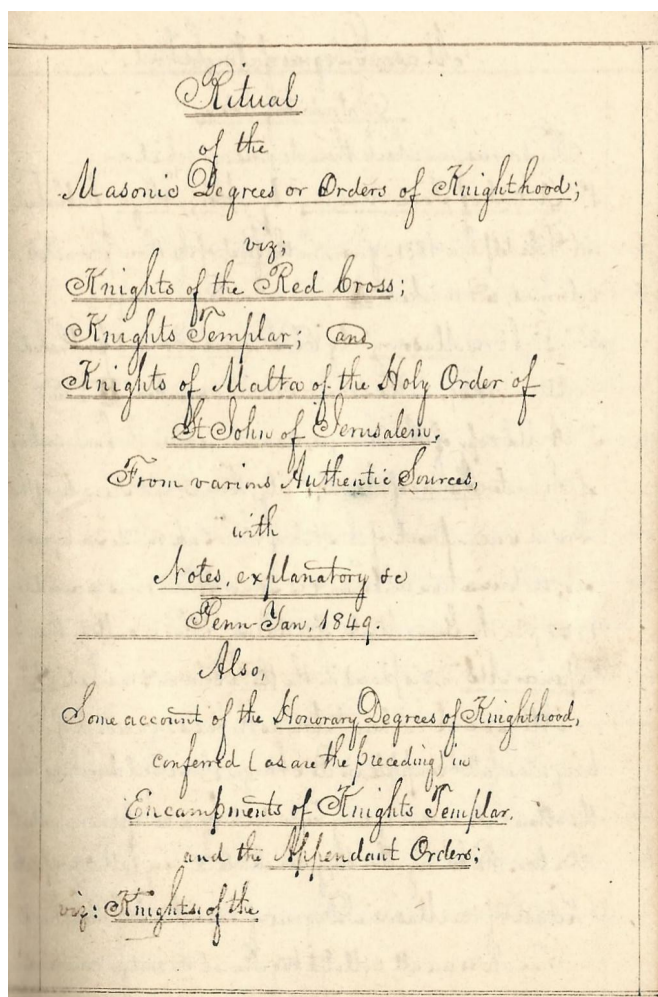 Ritual
of the
Masonic Degrees or Orders of Knighthood;
viz;
Knights of the Red Cross;
Knights Templar; and
Knights of Malta of the Holy Order of
St John of Jerusalem.
From various Authentic Sources,
with
Notes, explanatory &c
Penn-Yan, 1849.
Also,
Some account of the Honorary Degrees of Knighthood,
conferred (as are the preceding) in
Encampments of Knights Templar,
and the Appendant Orders;
viz: Knights of the